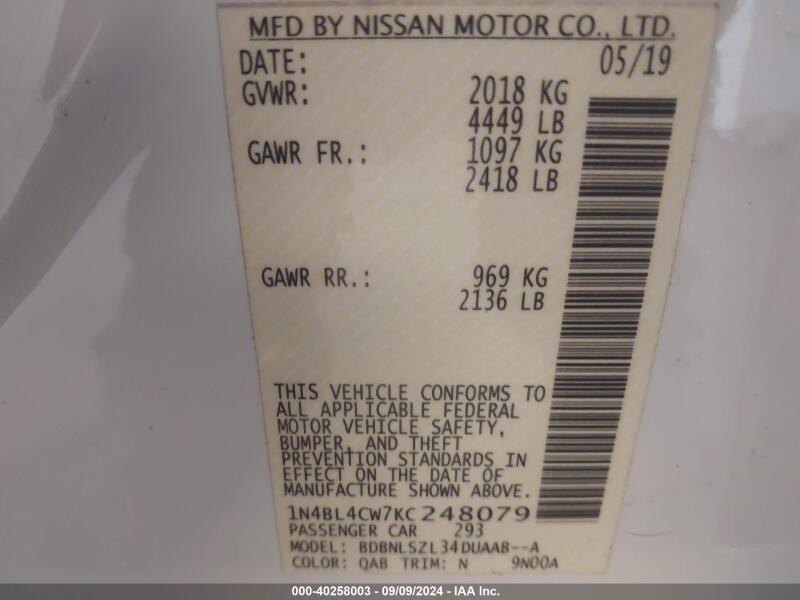 MFD BY NISSAN MOTOR CO., LTD.
DATE: 05/19
GVWR: 2018 KG
4449 LB
GAWR FR.: 1097 KG
2418 LB
GAWR RR.: 969 KG
2136 LB
THIS VEHICLE CONFORMS TO
ALL APPLICABLE FEDERAL
MOTOR VEHICLE SAFETY,
BUMPER, AND THEFT
PREVENTION STANDARDS IN
EFFECT ON THE DATE OF
MANUFACTURE SHOWN ABOVE.
1N4BL4CW7KC248079
PASSENGER CAR 293
MODEL: BDBNLSZL34DUAAB--A
COLOR: QAB TRIM: N 9N00A
000-40258003 - 09/09/2024 - IAA Inc.